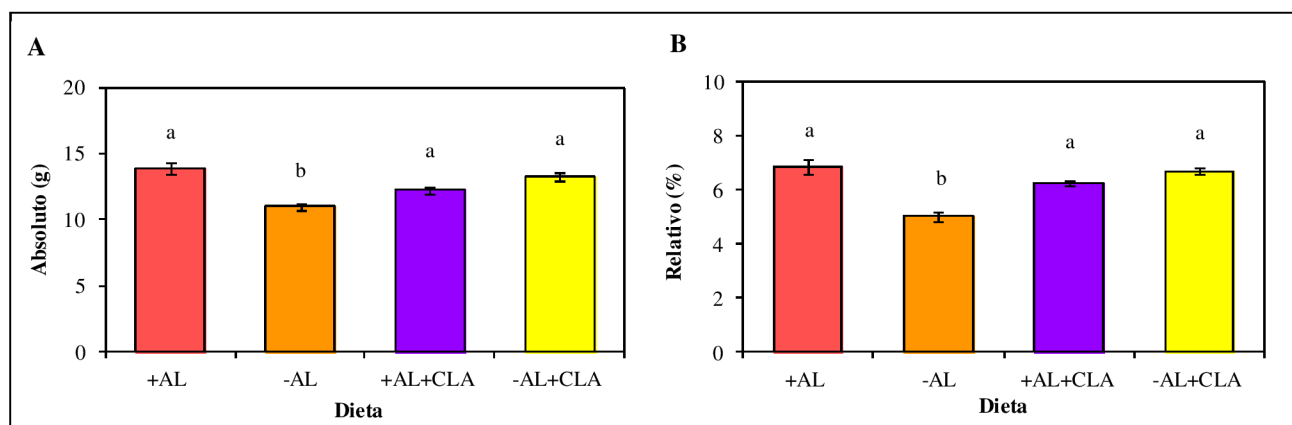 A
Absoluto (g)
20
15
10
5
0
a
b
a
a
+AL
-AL
+AL+CLA
-AL+CLA
Dieta
B
Relativo (%)
10
8
6
4
2
0
a
b
a
a
+AL
-AL
+AL+CLA
-AL+CLA
Dieta